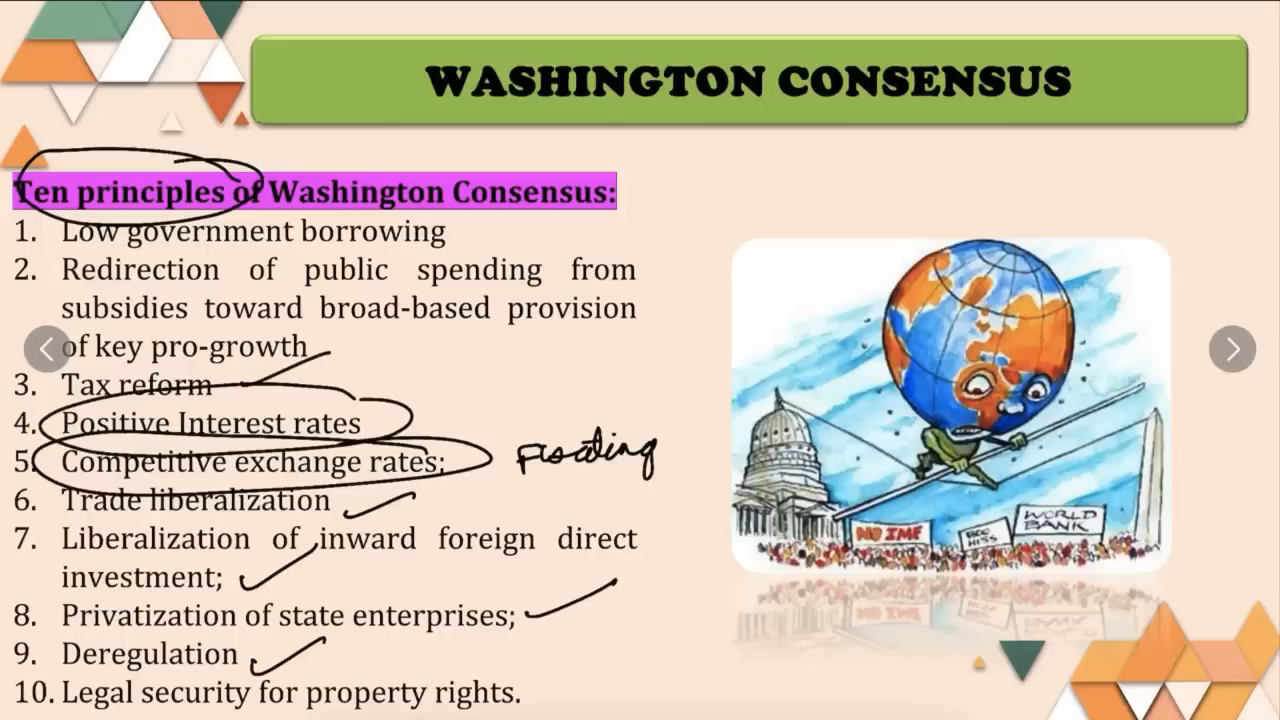 WASHINGTON CONSENSUS
Ten principles of Washington Consensus:
1. Low government borrowing
2. Redirection of public spending from
subsidies toward broad-based provision
of key pro-growth
3. Tax reform
4. Positive Interest rates
5. Competitive exchange rates;
Floating
6. Trade liberalization
7. Liberalization of inward foreign direct
investment;
8. Privatization of state enterprises;
9. Deregulation
10. Legal security for property rights.
NO IMF
BOO
HISS
WORLD
BANK